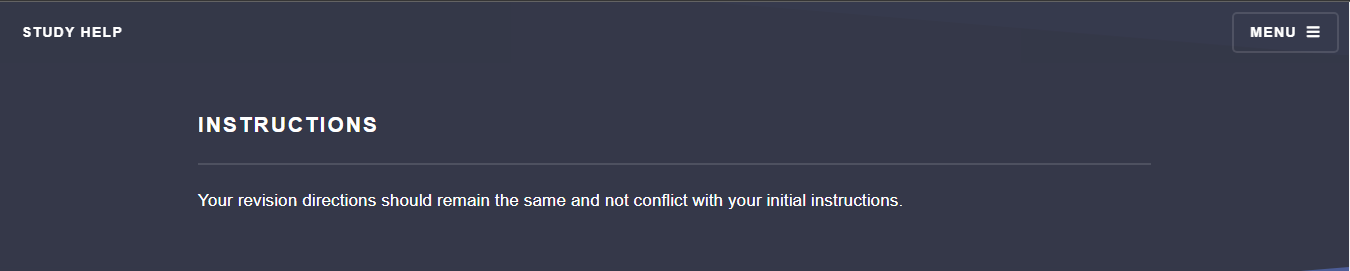 STUDY HELP
MENU
INSTRUCTIONS
Your revision directions should remain the same and not conflict with your initial instructions.